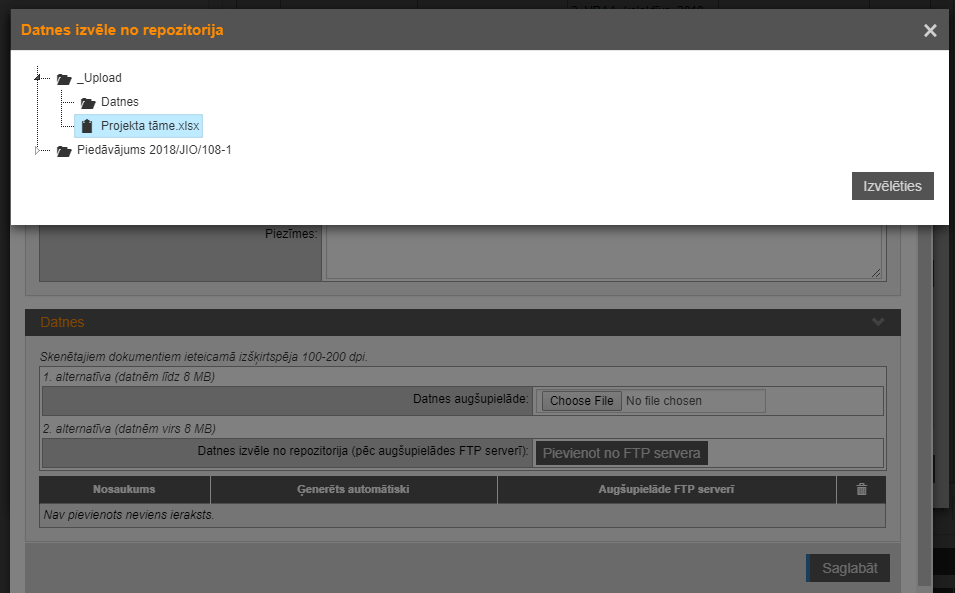 Datnes izvēle no repozitorija
_Upload
Datnes
Projekta tāme.xlsx
Piedāvājums 2018/JIO/108-1
Izvēlēties
Piezīmes:
Datnes
Skenētajiem dokumentiem ieteicamā izšķirtspēja 100-200 dpi.
1. alternatīva (datnēm līdz 8 MB)
Datnes augšupielāde: Choose File No file chosen
2. alternatīva (datnēm virs 8 MB)
Datnes izvēle no repozitorija (pēc augšupielādes FTP serverī): Pievienot no FTP servera
Nosaukums Ģenerēts automātiski Augšupielāde FTP serverī
Nav pievienots neviens ieraksts.
Saglabāt